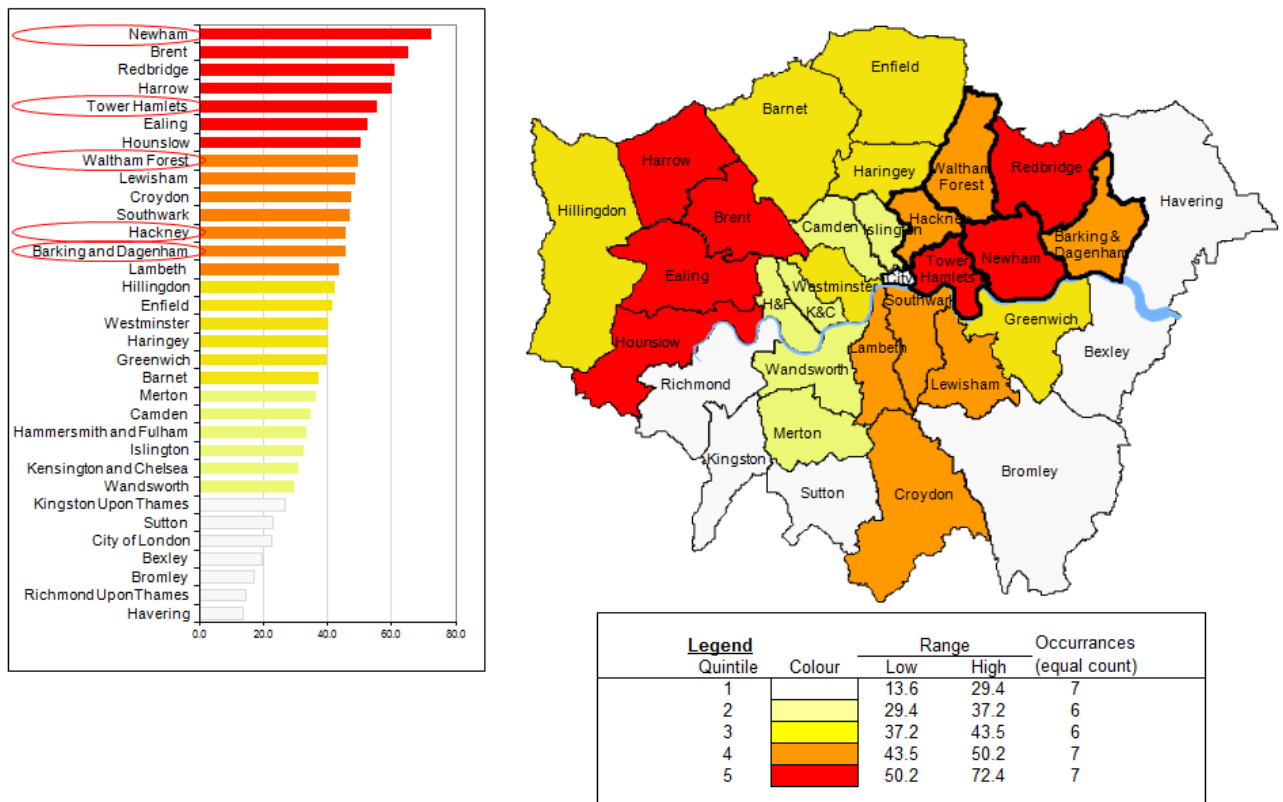 Newham
Brent
Redbridge
Harrow
Tower Hamlets
Ealing
Hounslow
Waltham Forest
Lewisham
Croydon
Southwark
Hackney
Barking and Dagenham
Lambeth
Hillingdon
Enfield
Westminster
Haringey
Greenwich
Barnet
Merton
Camden
Hammersmith and Fulham
Islington
Kensington and Chelsea
Wandsworth
Kingston Upon Thames
Sutton
City of London
Bexley
Bromley
Richmond Upon Thames
Havering
0.0 20.0 40.0 60.0 80.0
Enfield
Barnet
Harrow
Haringey
Waltham
Forest
Redbridge
Havering
Hillingdon
Brent
Camden
Islington
Hackney
Barking &
Dagenham
Ealing
Westminster
City
Tower
Hamlets
Newham
H&F
K&C
Southwark
Greenwich
Hounslow
Lambeth
Bexley
Richmond
Wandsworth
Lewisham
Merton
Kingston
Sutton
Croydon
Bromley
Legend Range Occurrances
Quintile Colour Low High (equal count)
1 13.6 29.4 7
2 29.4 37.2 6
3 37.2 43.5 6
4 43.5 50.2 7
5 50.2 72.4 7